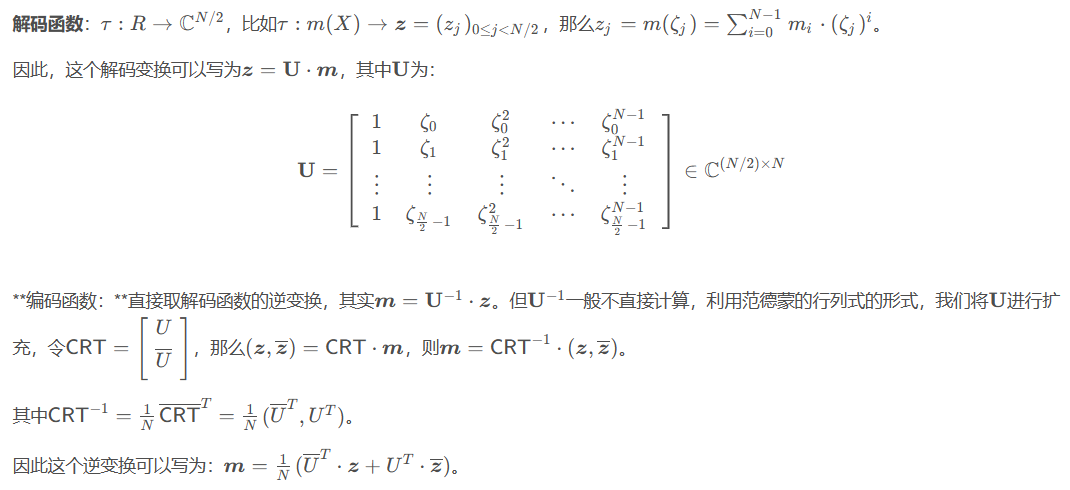 解码函数：$\tau : R \to \mathbb{C}^{N/2}$，比如$\tau : m(X) \to \boldsymbol{z} = (z_j)_{0 \le j < N/2}$，那么$z_j = m(\zeta_j) = \sum_{i=0}^{N-1} m_i \cdot (\zeta_j)^i$。
因此，这个解码变换可以写为$\boldsymbol{z} = \mathbf{U} \cdot \boldsymbol{m}$，其中$\mathbf{U}$为：
$\mathbf{U} = \begin{bmatrix} 1 & \zeta_0 & \zeta_0^2 & \cdots & \zeta_0^{N-1} \\ 1 & \zeta_1 & \zeta_1^2 & \cdots & \zeta_1^{N-1} \\ \vdots & \vdots & \vdots & \ddots & \vdots \\ 1 & \zeta_{\frac{N}{2}-1} & \zeta_{\frac{N}{2}-1}^2 & \cdots & \zeta_{\frac{N}{2}-1}^{N-1} \end{bmatrix} \in \mathbb{C}^{(N/2) \times N}$
**编码函数：**直接取解码函数的逆变换，其实$\boldsymbol{m} = \mathbf{U}^{-1} \cdot \boldsymbol{z}$。但$\mathbf{U}^{-1}$一般不直接计算，利用范德蒙的行列式的形式，我们将$\mathbf{U}$进行扩
充，令$\mathsf{CRT} = \begin{bmatrix} U \\ \overline{U} \end{bmatrix}$，那么$(\boldsymbol{z}, \overline{\boldsymbol{z}}) = \mathsf{CRT} \cdot \boldsymbol{m}$，则$\boldsymbol{m} = \mathsf{CRT}^{-1} \cdot (\boldsymbol{z}, \overline{\boldsymbol{z}})$。
其中$\mathsf{CRT}^{-1} = \frac{1}{N} \overline{\mathsf{CRT}}^T = \frac{1}{N} (\overline{U}^T, U^T)$。
因此这个逆变换可以写为：$\boldsymbol{m} = \frac{1}{N} (\overline{U}^T \cdot \boldsymbol{z} + U^T \cdot \overline{\boldsymbol{z}})$。